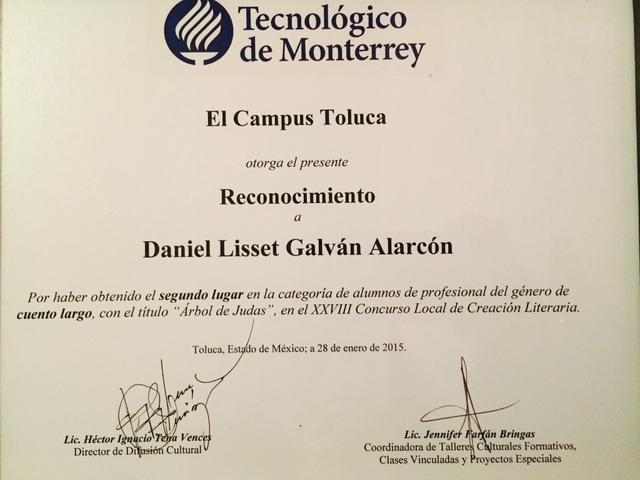 Tecnológico
de Monterrey
El Campus Toluca
otorga el presente
Reconocimiento
a
Daniel Lisset Galván Alarcón
Por haber obtenido el segundo lugar en la categoría de alumnos de profesional del género de
cuento largo, con el título “Árbol de Judas”, en el XXVIII Concurso Local de Creación Literaria.
Toluca, Estado de México; a 28 de enero de 2015.
Lic. Héctor Ignacio Tena Vences
Director de Difusión Cultural
Lic. Jennifer Farfán Bringas
Coordinadora de Talleres Culturales Formativos,
Clases Vinculadas y Proyectos Especiales